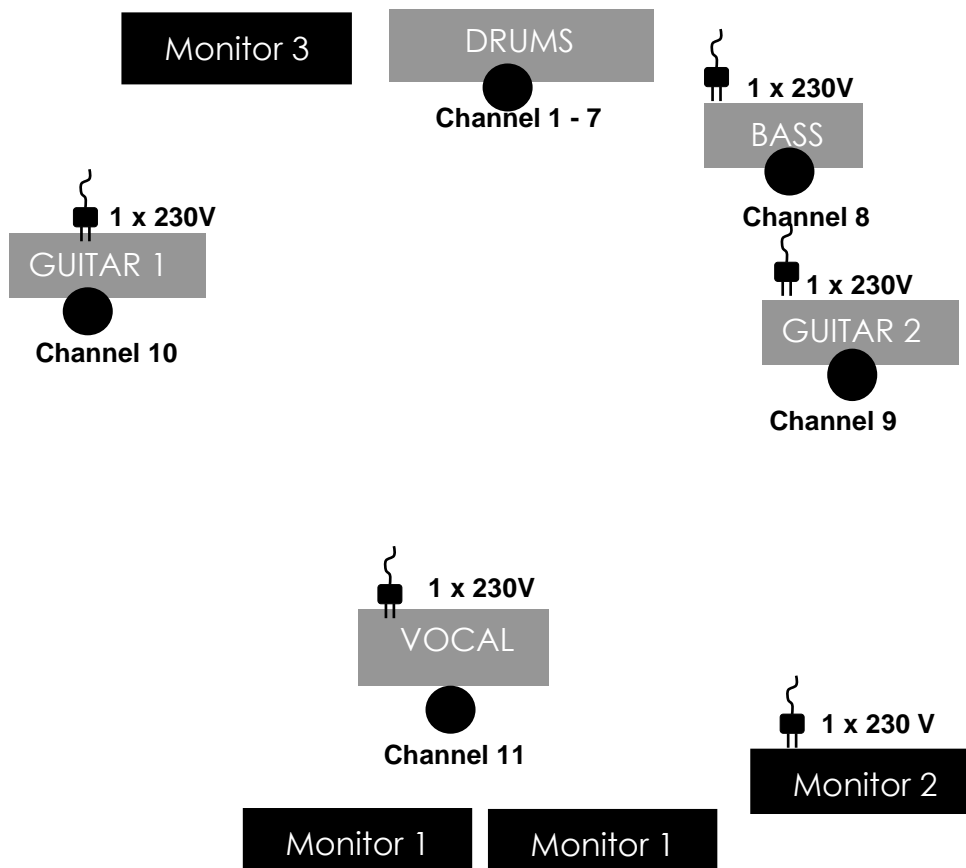 Monitor 3
DRUMS
Channel 1 - 7
1 x 230V
BASS
Channel 8
1 x 230V
GUITAR 1
Channel 10
1 x 230V
GUITAR 2
Channel 9
1 x 230V
VOCAL
Channel 11
1 x 230 V
Monitor 2
Monitor 1
Monitor 1